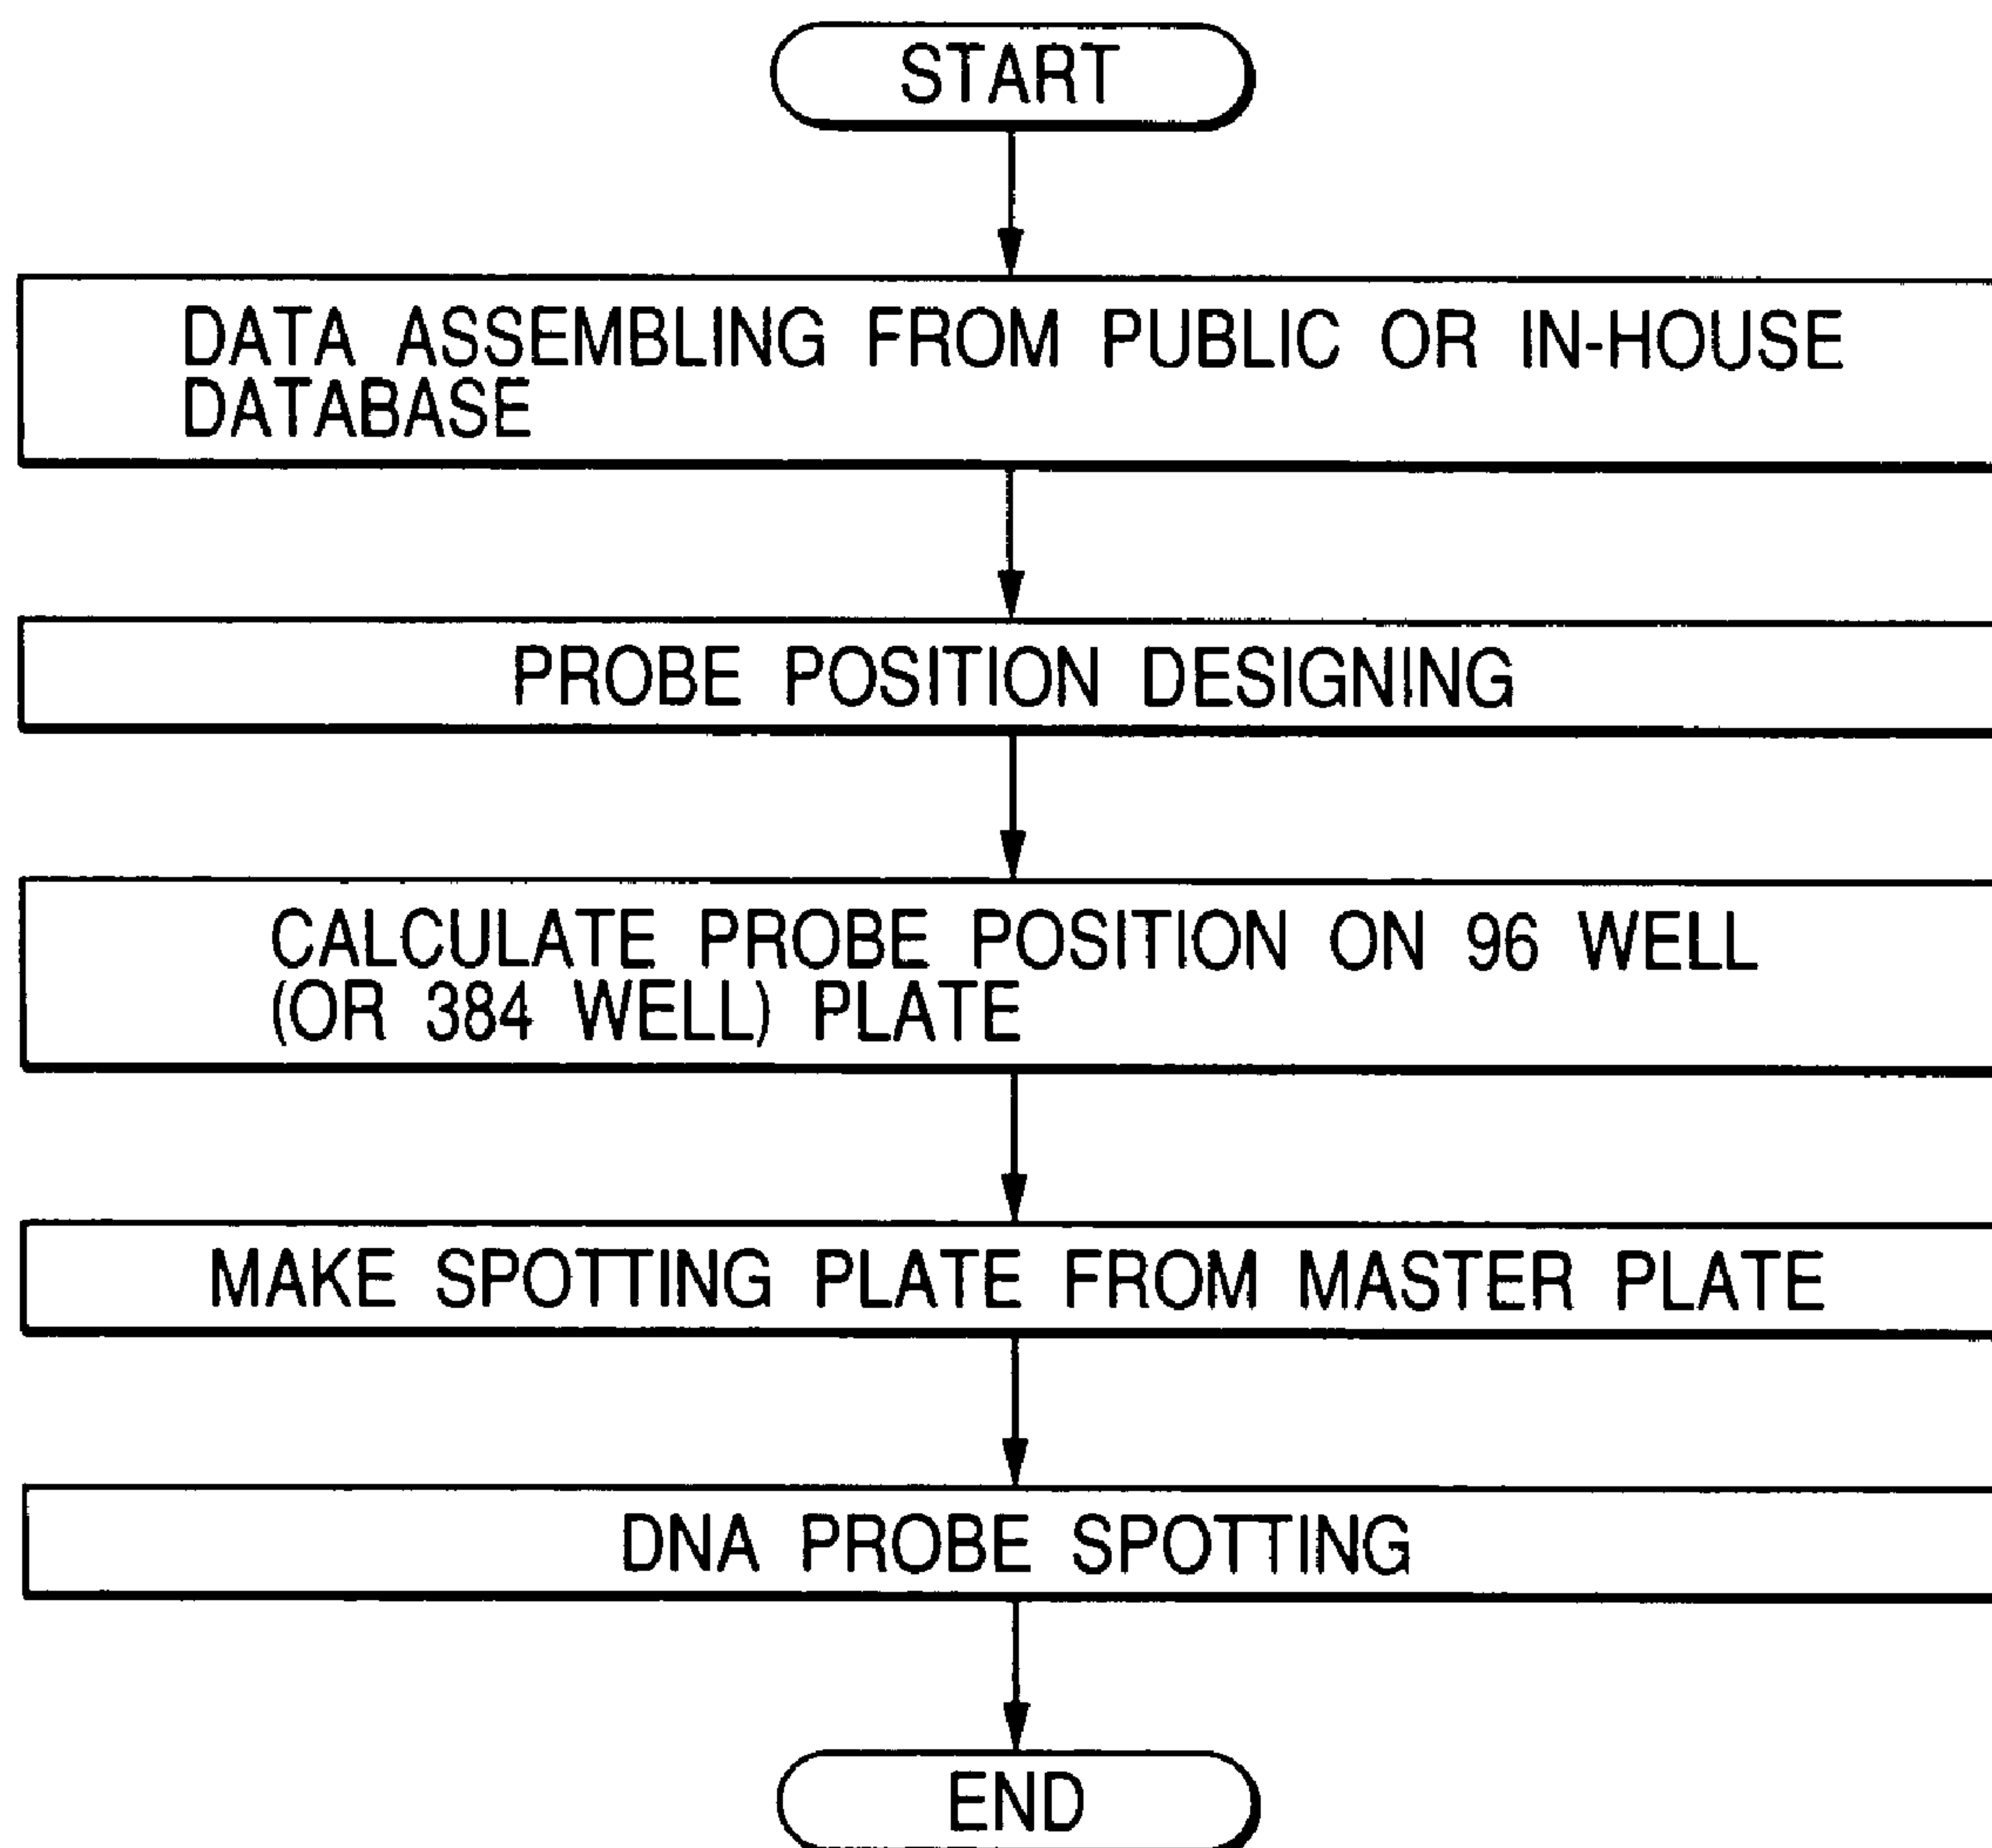 START
DATA ASSEMBLING FROM PUBLIC OR IN-HOUSE
DATABASE
PROBE POSITION DESIGNING
CALCULATE PROBE POSITION ON 96 WELL
(OR 384 WELL) PLATE
MAKE SPOTTING PLATE FROM MASTER PLATE
DNA PROBE SPOTTING
END